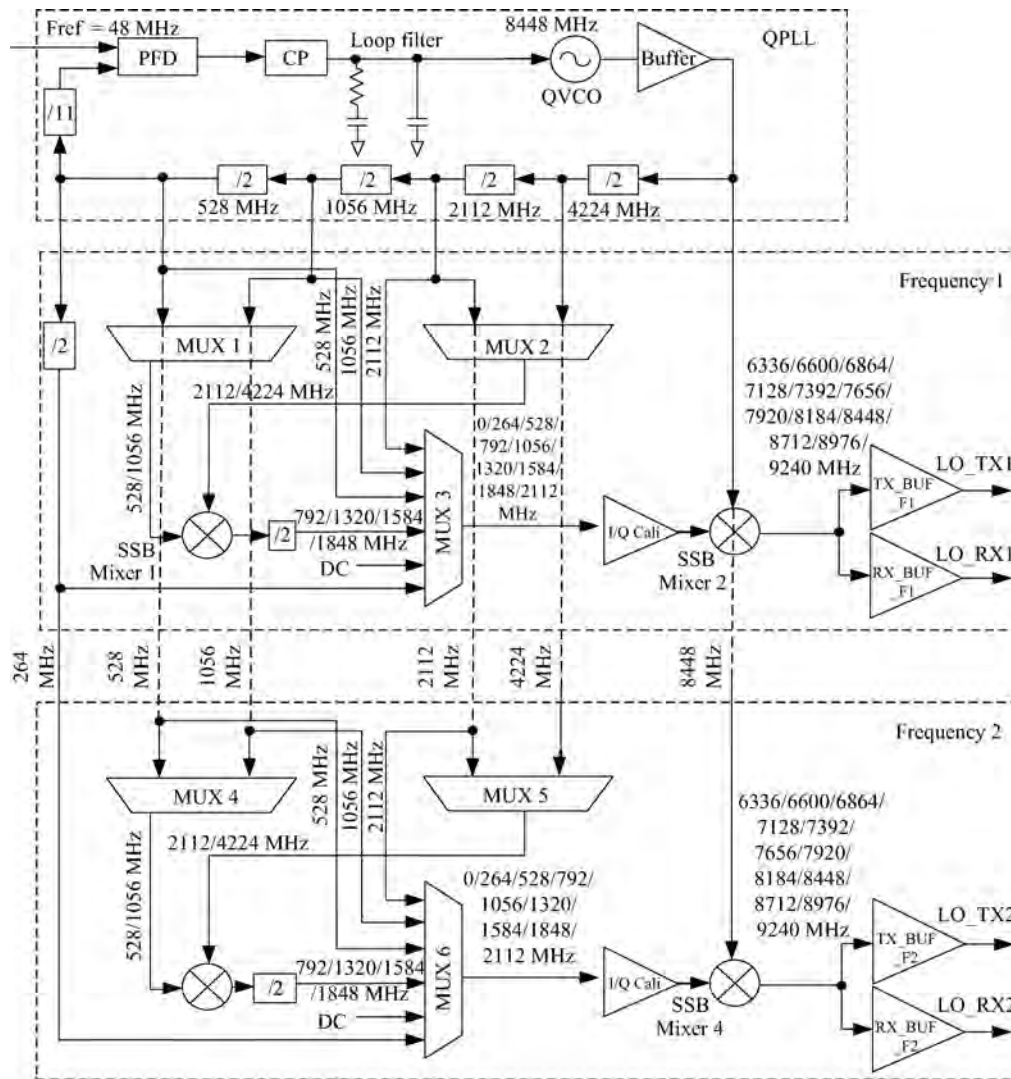 Fref = 48 MHz
PFD
CP
Loop filter
8448 MHz
QVCO
Buffer
QPLL
/11
/2
528 MHz
/2
1056 MHz
/2
2112 MHz
/2
4224 MHz
Frequency 1
/2
MUX 1
528 MHz
1056 MHz
2112 MHz
MUX 2
2112/4224 MHz
528/1056 MHz
SSB
Mixer 1
/2
792/1320/1584
/1848 MHz
DC
MUX 3
0/264/528/
792/1056/
1320/1584/
1848/2112
MHz
I/Q Cali
SSB
Mixer 2
6336/6600/6864/
7128/7392/7656/
7920/8184/8448/
8712/8976/
9240 MHz
TX_BUF
_F1
LO_TX1
RX_BUF
_F1
LO_RX1
264
MHz
528
MHz
1056
MHz
2112
MHz
4224
MHz
8448
MHz
Frequency 2
MUX 4
528 MHz
1056 MHz
2112 MHz
MUX 5
2112/4224 MHz
528/1056 MHz
/2
792/1320/1584
/1848 MHz
DC
MUX 6
0/264/528/792/
1056/1320/
1584/1848/
2112 MHz
I/Q Cali
SSB
Mixer 4
6336/6600/6864/
7128/7392/
7656/7920/
8184/8448/
8712/8976/
9240 MHz
TX_BUF
_F2
LO_TX2
RX_BUF
_F2
LO_RX2